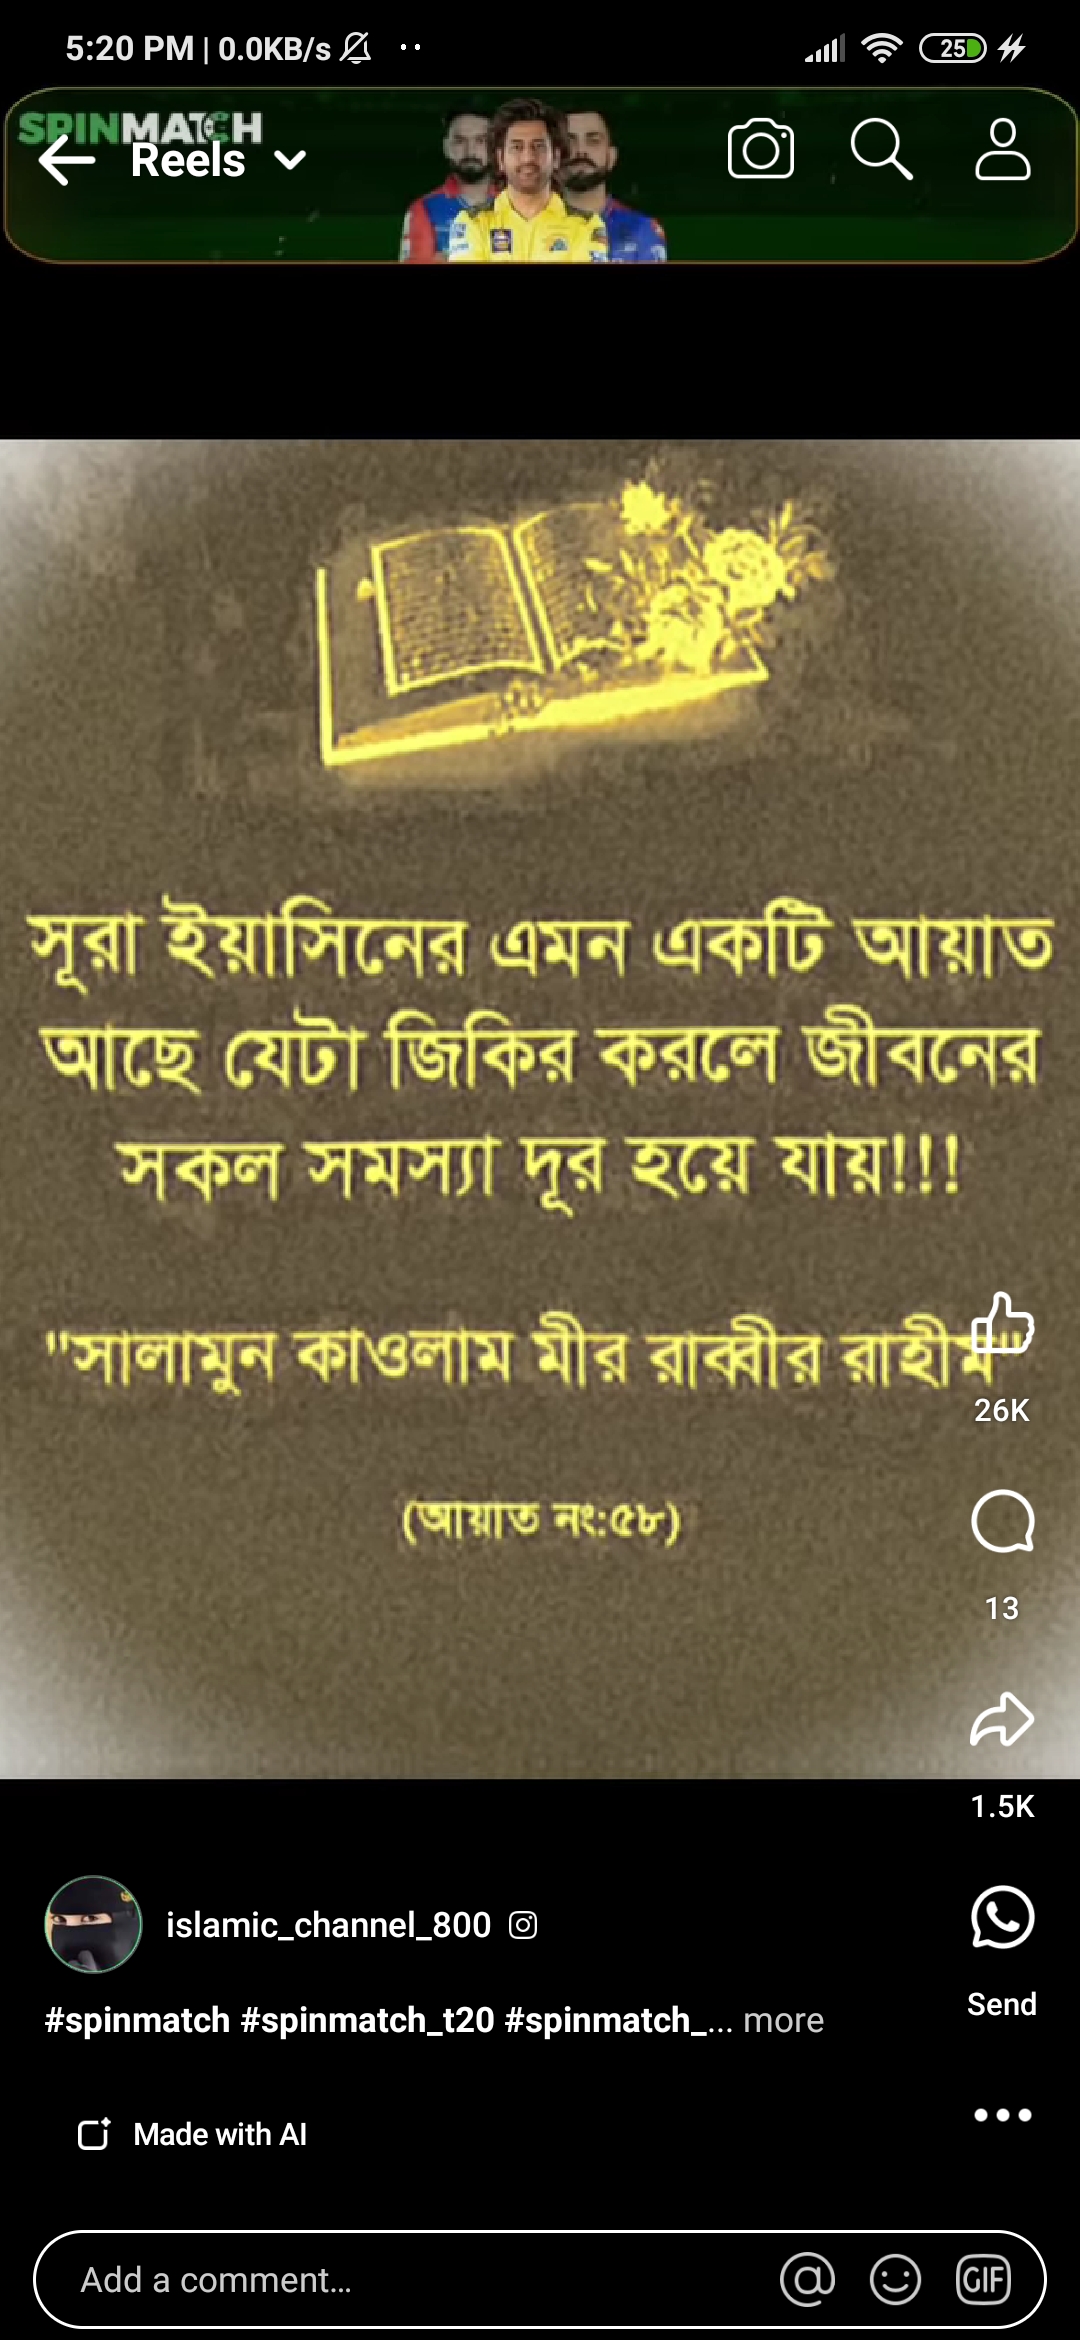 5:20 PM | 0.0KB/s
25
SPINMATCH
Reels
সূরা ইয়াসিনের এমন একটি আয়াত
আছে যেটা জিকির করলে জীবনের
সকল সমস্যা দূর হয়ে যায়!!!
"সালামুন কাওলাম মীর রাব্বীর রাহীম"
26K
(আয়াত নং:৫৮)
13
1.5K
islamic_channel_800
Send
#spinmatch #spinmatch_t20 #spinmatch_... more
Made with AI
Add a comment...
GIF